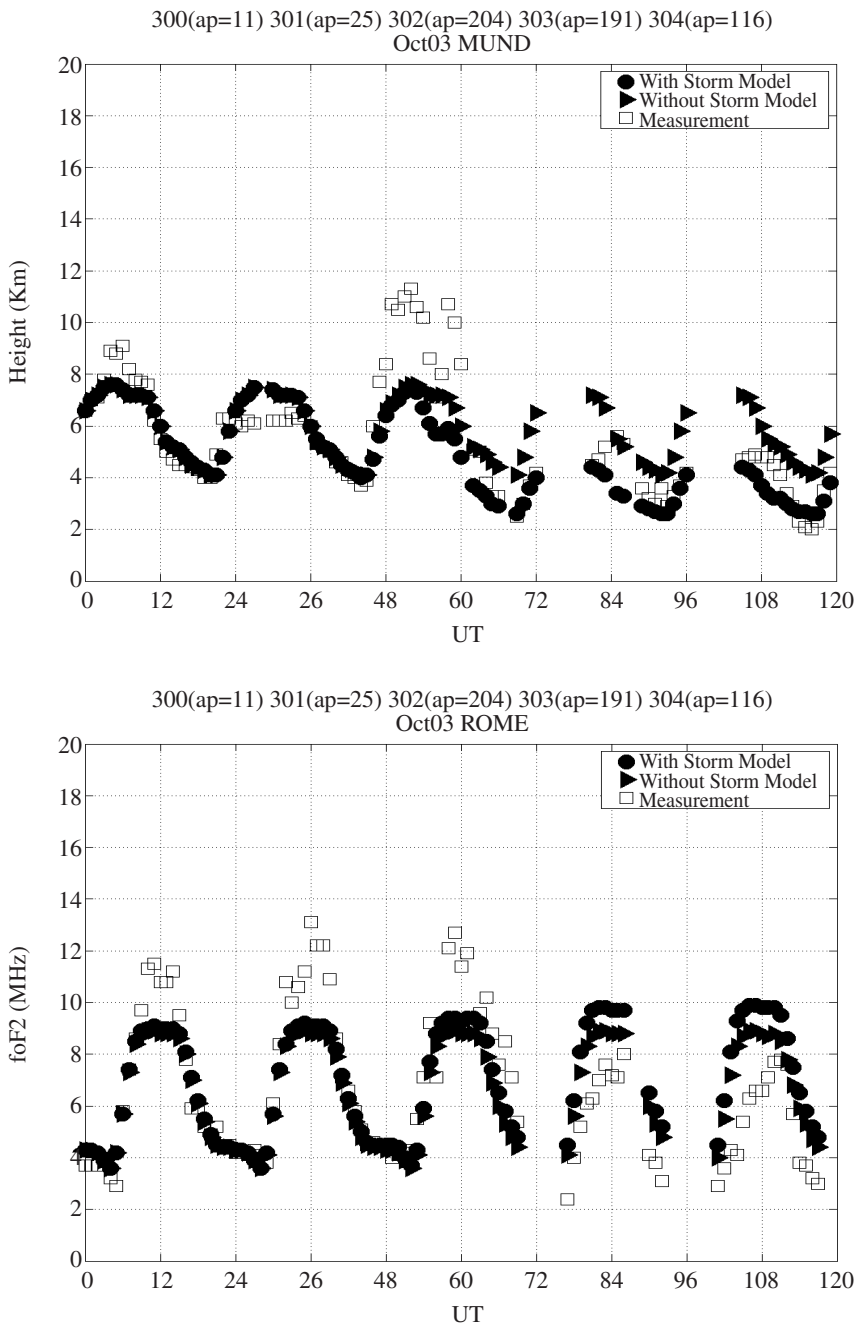 300(ap=11) 301(ap=25) 302(ap=204) 303(ap=191) 304(ap=116)
Oct03 MUND
With Storm Model
Without Storm Model
Measurement
Height (Km)
20
18
16
14
12
10
8
6
4
2
0
0 12 24 26 48 60 72 84 96 108 120
UT
300(ap=11) 301(ap=25) 302(ap=204) 303(ap=191) 304(ap=116)
Oct03 ROME
With Storm Model
Without Storm Model
Measurement
foF2 (MHz)
20
18
16
14
12
10
8
6
4
2
0
0 12 24 26 48 60 72 84 96 108 120
UT